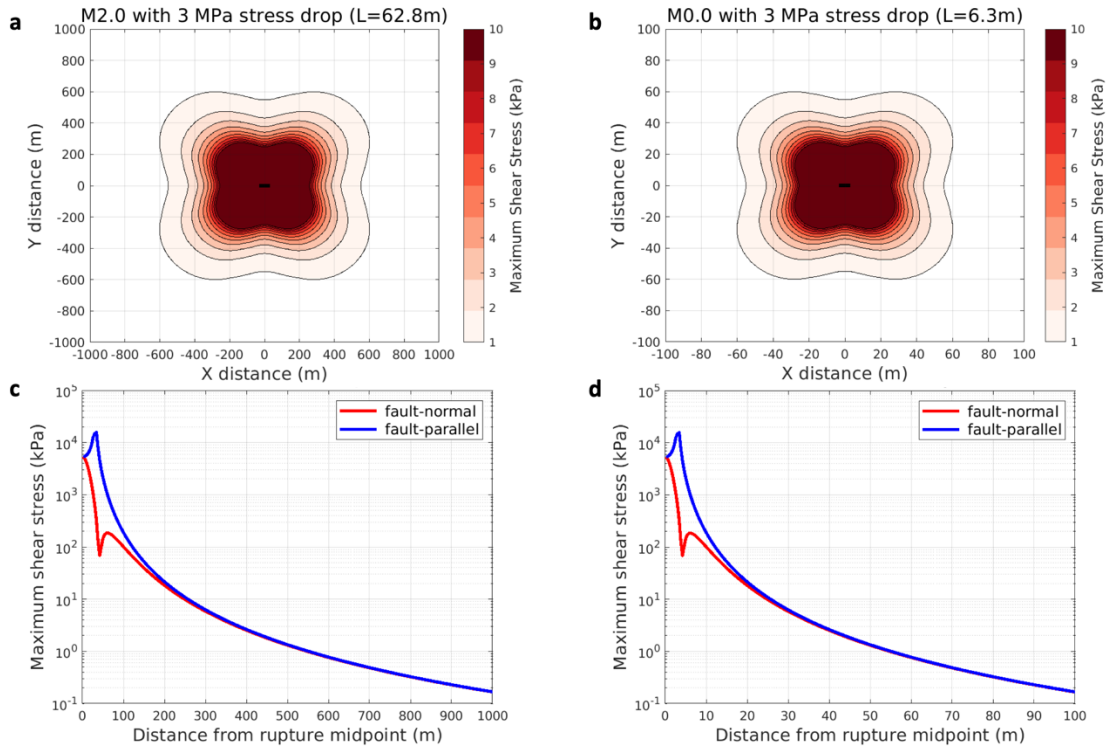 a
M2.0 with 3 MPa stress drop (L=62.8m)
1000
800
600
400
200
0
-200
-400
-600
-800
-1000
Y distance (m)
-1000 -800 -600 -400 -200 0 200 400 600 800 1000
X distance (m)
10
9
8
7
6
5
4
3
2
1
Maximum Shear Stress (kPa)
b
M0.0 with 3 MPa stress drop (L=6.3m)
100
80
60
40
20
0
-20
-40
-60
-80
-100
Y distance (m)
-100 -80 -60 -40 -20 0 20 40 60 80 100
X distance (m)
10
9
8
7
6
5
4
3
2
1
Maximum Shear Stress (kPa)
c
10^5
10^4
10^3
10^2
10^1
10^0
10^-1
Maximum shear stress (kPa)
fault-normal
fault-parallel
0 100 200 300 400 500 600 700 800 900 1000
Distance from rupture midpoint (m)
d
10^5
10^4
10^3
10^2
10^1
10^0
10^-1
Maximum shear stress (kPa)
fault-normal
fault-parallel
0 10 20 30 40 50 60 70 80 90 100
Distance from rupture midpoint (m)